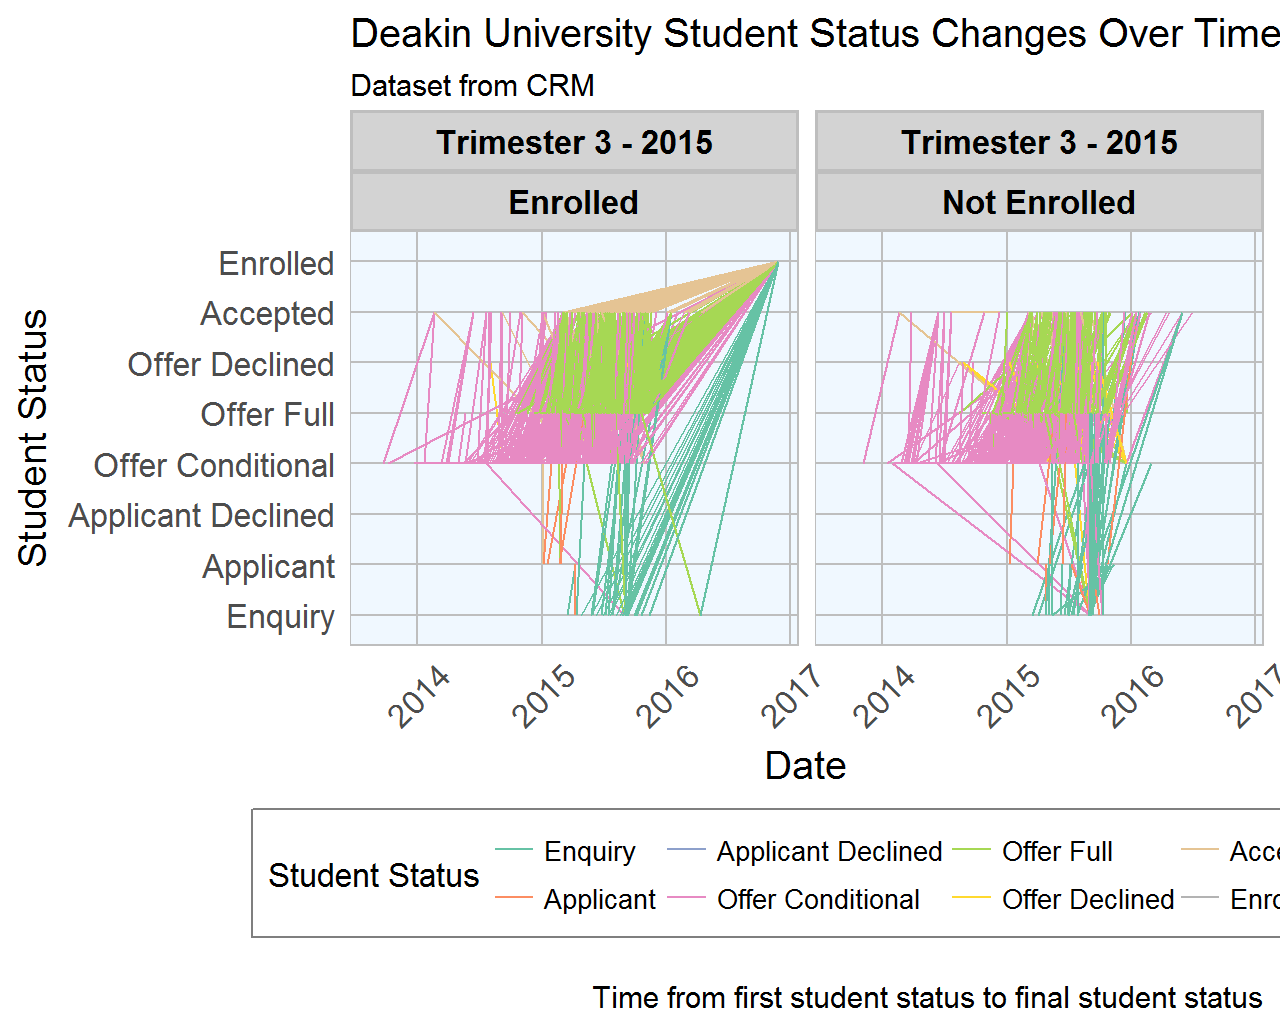 Deakin University Student Status Changes Over Time
Dataset from CRM
Trimester 3 - 2015
Trimester 3 - 2015
Enrolled
Not Enrolled
Student Status
Enrolled
Accepted
Offer Declined
Offer Full
Offer Conditional
Applicant Declined
Applicant
Enquiry
2014 2015 2016 2017
2014 2015 2016 2017
Date
Student Status
Enquiry Applicant Declined Offer Full Acce
Applicant Offer Conditional Offer Declined Enro
Time from first student status to final student status